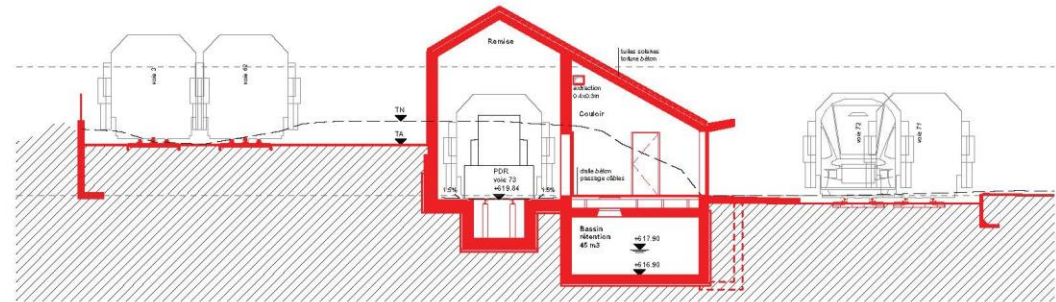 Remise
tuiles solaires
toiture béton
voie 3
voie 62
extraction
0.4x0.3m
Couloir
TN
TA
voie 72
voie 71
PDR
voie 73
+619.84
1.5%
1.5%
dalle béton
passage câbles
Bassin
rétention
45 m3
+617.90
+616.90